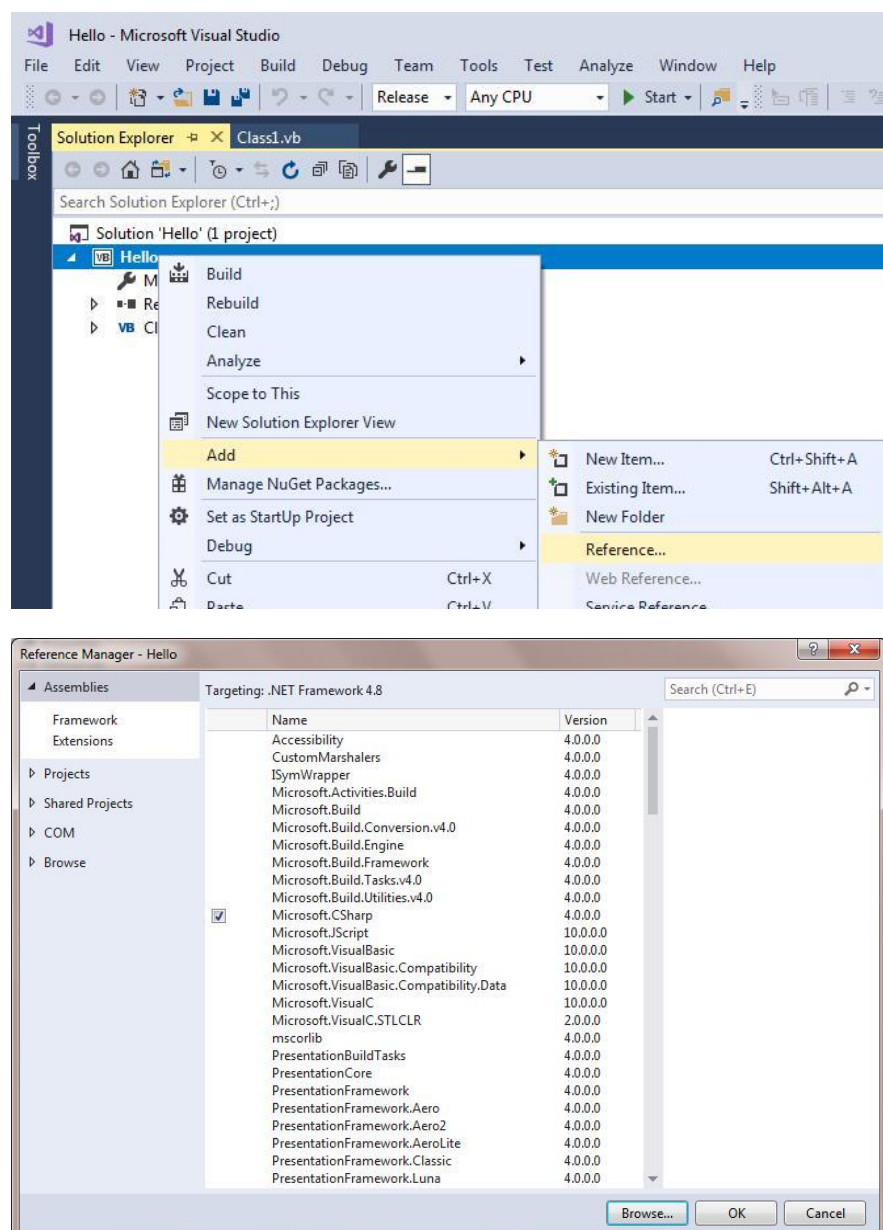 Hello - Microsoft Visual Studio
File Edit View Project Build Debug Team Tools Test Analyze Window Help
Release Any CPU Start
Toolbox
Solution Explorer Class1.vb
Search Solution Explorer (Ctrl+;)
Solution 'Hello' (1 project)
VB Hello
M
Re
VB Cl
Build
Rebuild
Clean
Analyze
Scope to This
New Solution Explorer View
Add
Manage NuGet Packages...
Set as StartUp Project
Debug
Cut Ctrl+X
Paste Ctrl+V
New Item... Ctrl+Shift+A
Existing Item... Shift+Alt+A
New Folder
Reference...
Web Reference...
Service Reference
Reference Manager - Hello
Assemblies
Framework
Extensions
Projects
Shared Projects
COM
Browse
Targeting: .NET Framework 4.8
Search (Ctrl+E)
Name Version
Accessibility 4.0.0.0
CustomMarshalers 4.0.0.0
ISymWrapper 4.0.0.0
Microsoft.Activities.Build 4.0.0.0
Microsoft.Build 4.0.0.0
Microsoft.Build.Conversion.v4.0 4.0.0.0
Microsoft.Build.Engine 4.0.0.0
Microsoft.Build.Framework 4.0.0.0
Microsoft.Build.Tasks.v4.0 4.0.0.0
Microsoft.Build.Utilities.v4.0 4.0.0.0
Microsoft.CSharp 4.0.0.0
Microsoft.JScript 10.0.0.0
Microsoft.VisualBasic 10.0.0.0
Microsoft.VisualBasic.Compatibility 10.0.0.0
Microsoft.VisualBasic.Compatibility.Data 10.0.0.0
Microsoft.VisualC 10.0.0.0
Microsoft.VisualC.STLCLR 2.0.0.0
mscorlib 4.0.0.0
PresentationBuildTasks 4.0.0.0
PresentationCore 4.0.0.0
PresentationFramework 4.0.0.0
PresentationFramework.Aero 4.0.0.0
PresentationFramework.Aero2 4.0.0.0
PresentationFramework.AeroLite 4.0.0.0
PresentationFramework.Classic 4.0.0.0
PresentationFramework.Luna 4.0.0.0
Browse... OK Cancel